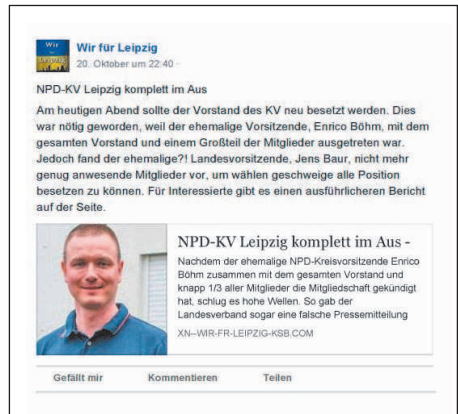 Wir für Leipzig
20. Oktober um 22:40 ·
NPD-KV Leipzig komplett im Aus
Am heutigen Abend sollte der Vorstand des KV neu besetzt werden. Dies
war nötig geworden, weil der ehemalige Vorsitzende, Enrico Böhm, mit dem
gesamten Vorstand und einem Großteil der Mitglieder ausgetreten war.
Jedoch fand der ehemalige?! Landesvorsitzende, Jens Baur, nicht mehr
genug anwesende Mitglieder vor, um wählen geschweige alle Position
besetzen zu können. Für Interessierte gibt es einen ausführlicheren Bericht
auf der Seite.
NPD-KV Leipzig komplett im Aus -
Nachdem der ehemalige NPD-Kreisvorsitzende Enrico
Böhm zusammen mit dem gesamten Vorstand und
knapp 1/3 aller Mitglieder die Mitgliedschaft gekündigt
hat, schlug es hohe Wellen. So gab der
Landesverband sogar eine falsche Pressemitteilung
XN--WIR-FR-LEIPZIG-KSB.COM
Gefällt mir Kommentieren Teilen